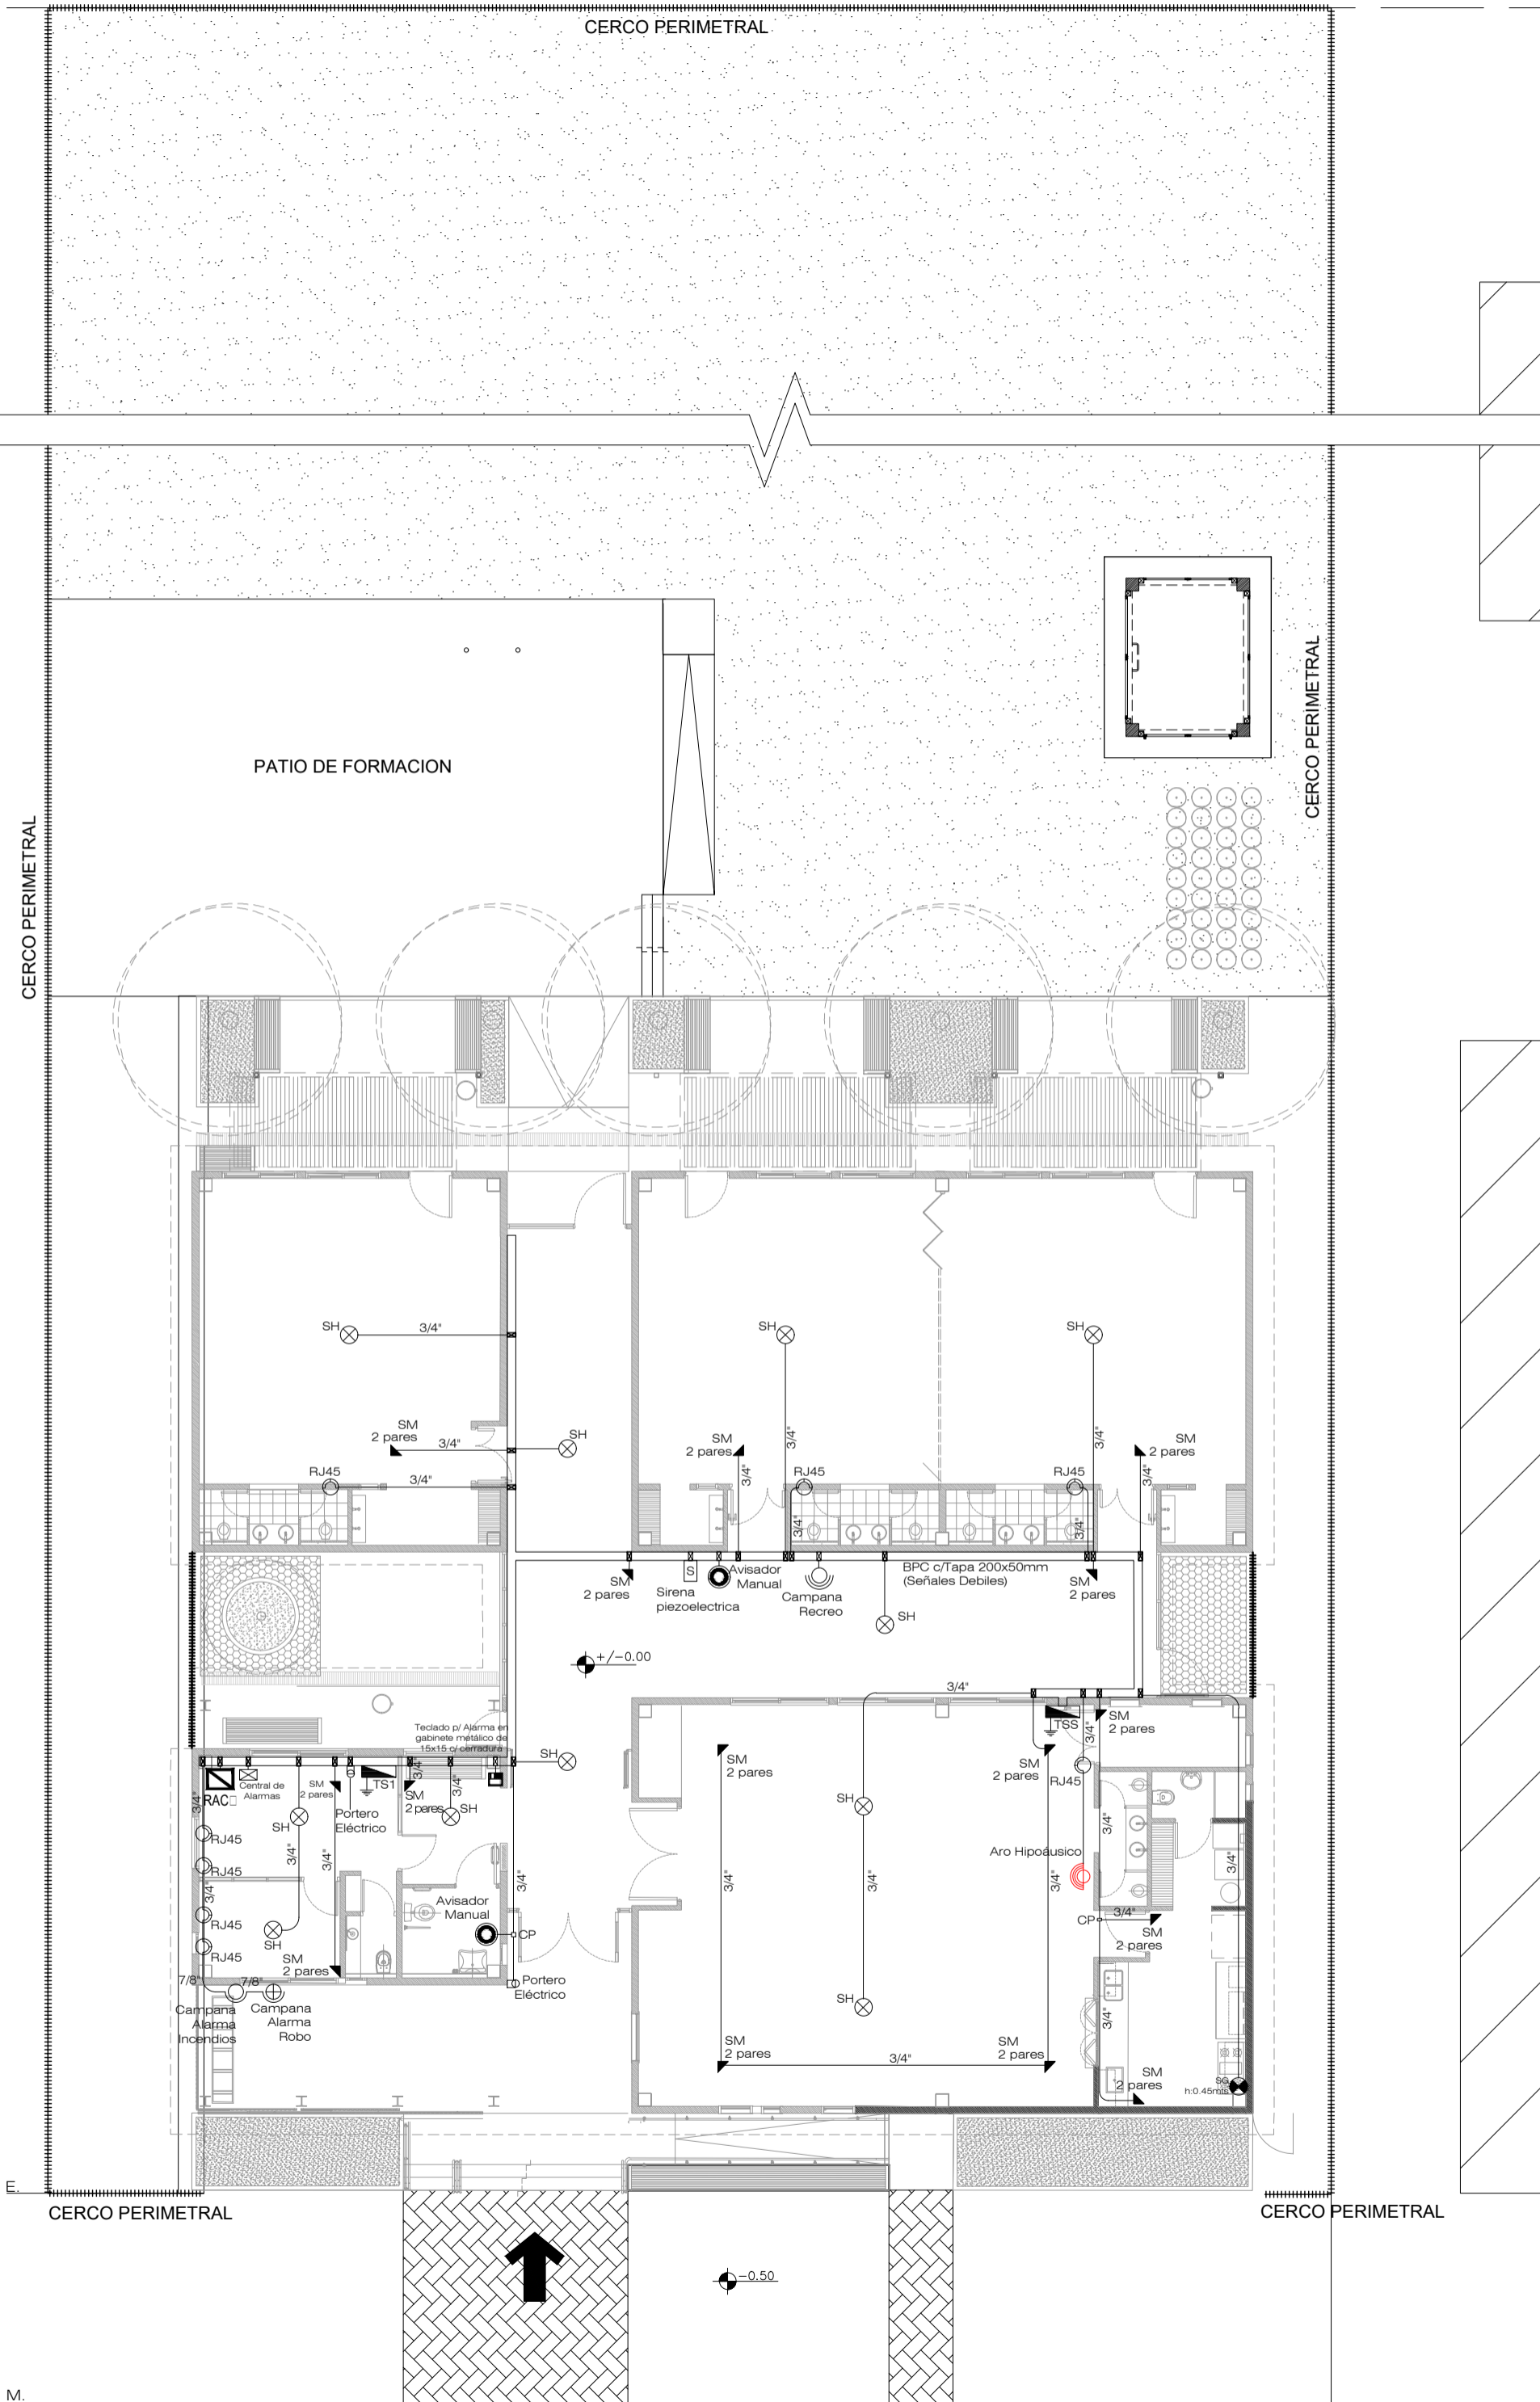 CERCO PERIMETRAL
CERCO PERIMETRAL
PATIO DE FORMACION
CERCO PERIMETRAL
SH
3/4"
SH
SH
SM
2 pares
3/4"
SH
3/4"
SM
2 pares
3/4"
3/4"
SM
2 pares
3/4"
RJ45
3/4"
RJ45
3/4"
RJ45
3/4"
SM
2 pares
S
Sirena
piezoelectrica
Avisador
Manual
Campana
Recreo
SH
BPC c/Tapa 200x50mm
(Señales Debiles)
SM
2 pares
+/-0.00
3/4"
Teclado p/ Alarma en
gabinete metálico de
15x15 c/ cerradura
SH
TSS
3/4"
SM
2 pares
SM
2 pares
SM
2 pares
RJ45
RAC
3/4"
Central de
Alarmas
SM
2 pares
TS1
3/4"
SM
2 pares
3/4"
SH
SH
Portero
Eléctrico
SH
3/4"
RJ45
RJ45
3/4"
3/4"
3/4"
3/4"
3/4"
3/4"
Aro Hipoáusico
3/4"
3/4"
RJ45
RJ45
SH
SM
2 pares
Avisador
Manual
CP
CP
3/4"
SM
2 pares
7/8"
7/8"
Campana
Alarma
Incendios
Campana
Alarma
Robo
Portero
Eléctrico
SH
3/4"
SM
2 pares
3/4"
SM
2 pares
SM
2 pares
SG
h:0.45mts
E.
CERCO PERIMETRAL
CERCO PERIMETRAL
-0.50
M.